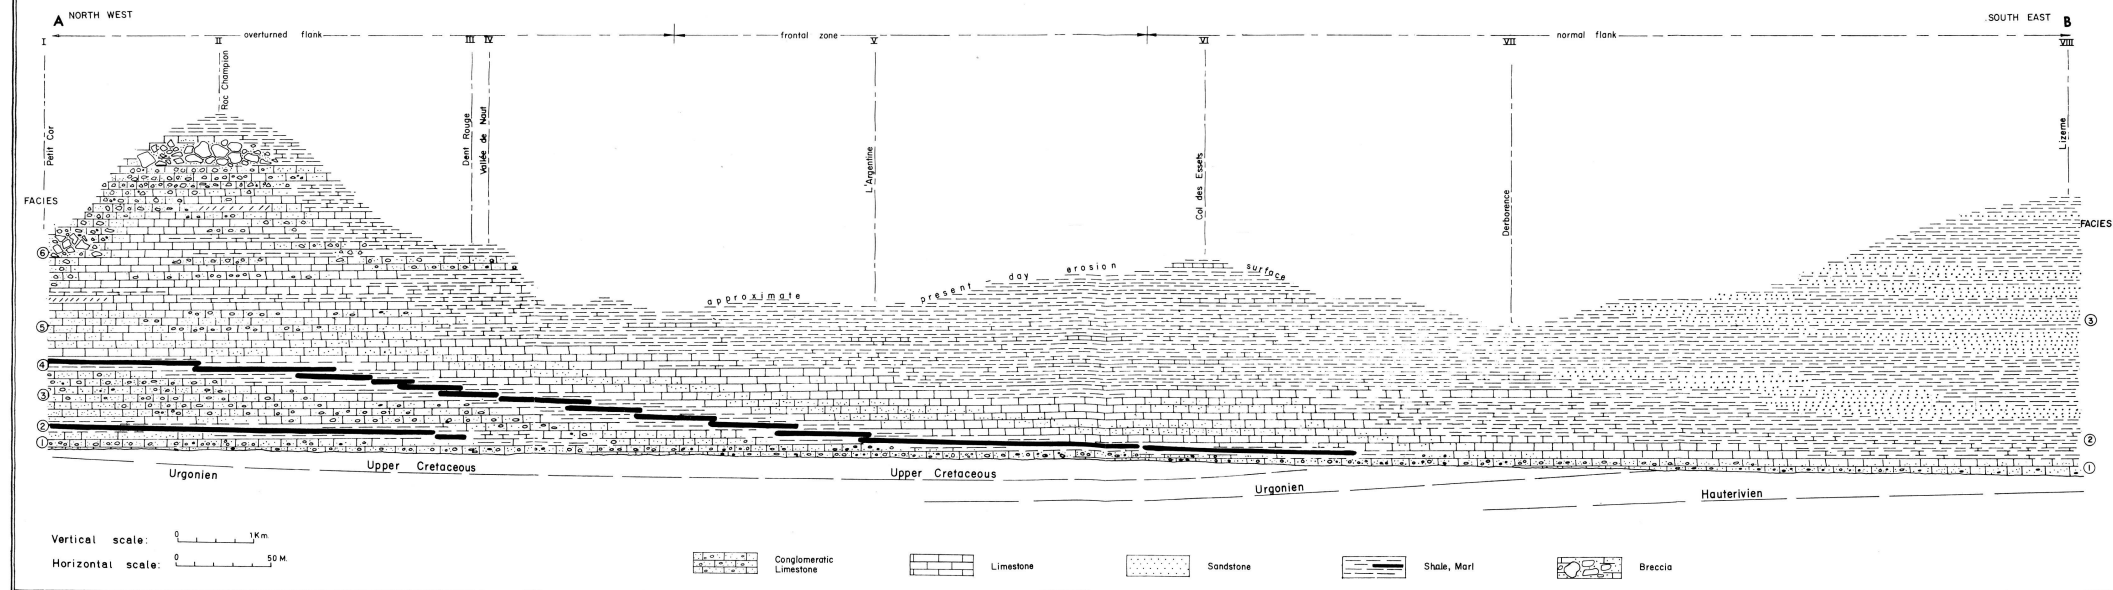 A NORTH WEST
SOUTH EAST B
overturned flank
frontal zone
normal flank
I
II
III
IV
V
VI
VII
VIII
Petit Cor
Roc Champion
Dent Rouge
Vallée de Naut
L'Argentine
Col des Essets
Derborence
Lizerne
FACIES
FACIES
approximate present day erosion surface
6
5
4
3
2
1
3
2
1
Urgonien
Upper Cretaceous
Upper Cretaceous
Urgonien
Hauterivien
Vertical scale: 0 1Km.
Horizontal scale: 0 50 M.
Conglomeratic
Limestone
Limestone
Sandstone
Shale, Marl
Breccia